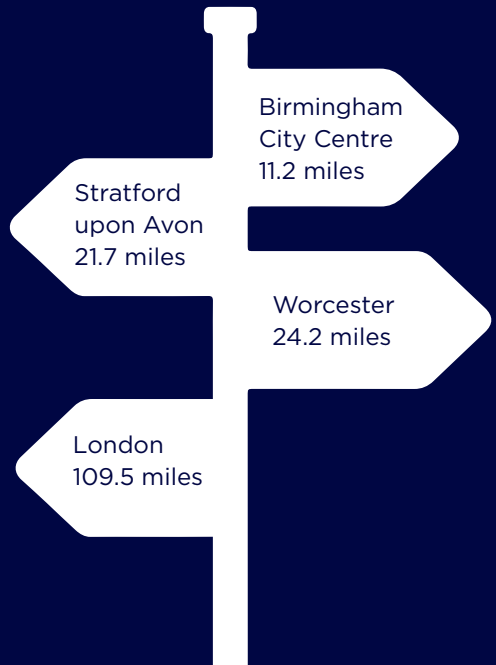 Birmingham
City Centre
11.2 miles
Stratford
upon Avon
21.7 miles
Worcester
24.2 miles
London
109.5 miles